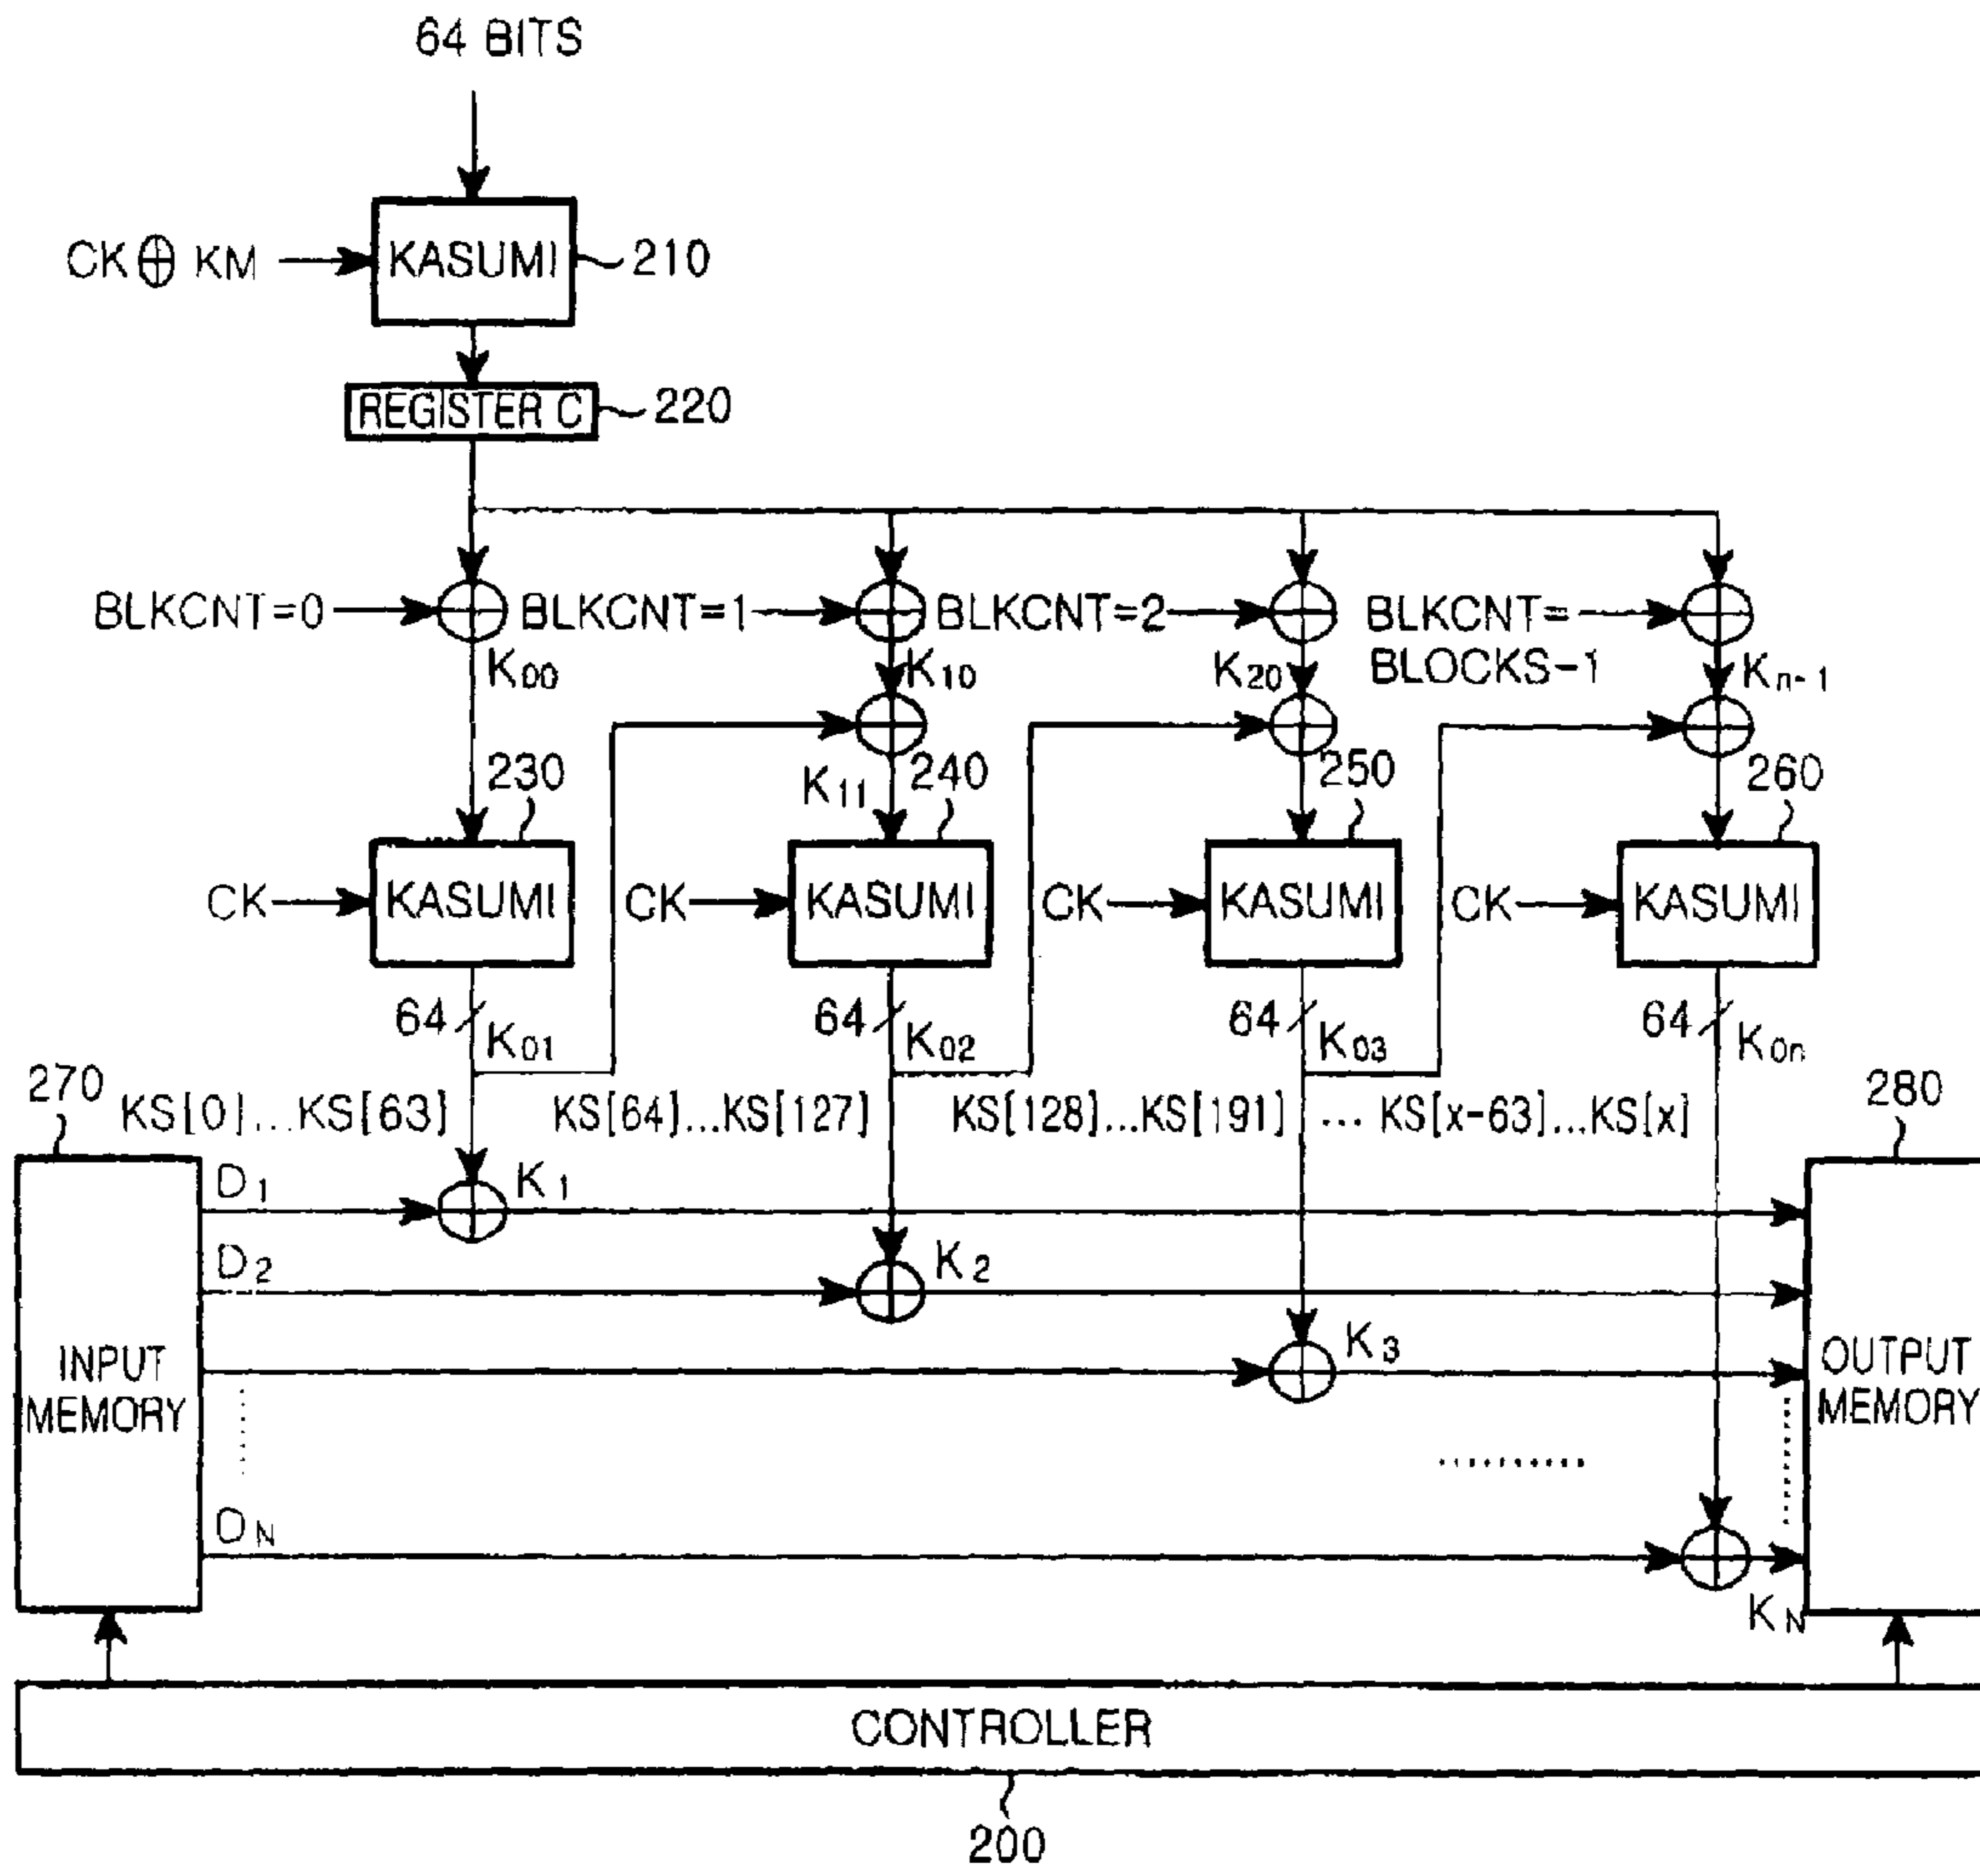 64 BITS
CK ⊕ KM
KASUMI
210
REGISTER C
220
BLKCNT=0
BLKCNT=1
BLKCNT=2
BLKCNT=
BLOCKS-1
K00
K10
K20
Kn-1
230
K11
240
250
260
CK
KASUMI
CK
KASUMI
CK
KASUMI
CK
KASUMI
64
K01
64
K02
64
K03
64
K0n
270
KS[0]...KS[63]
KS[64]...KS[127]
KS[128]...KS[191]
... KS[x-63]...KS[x]
280
D1
K1
D2
K2
K3
INPUT
MEMORY
OUTPUT
MEMORY
DN
KN
CONTROLLER
200